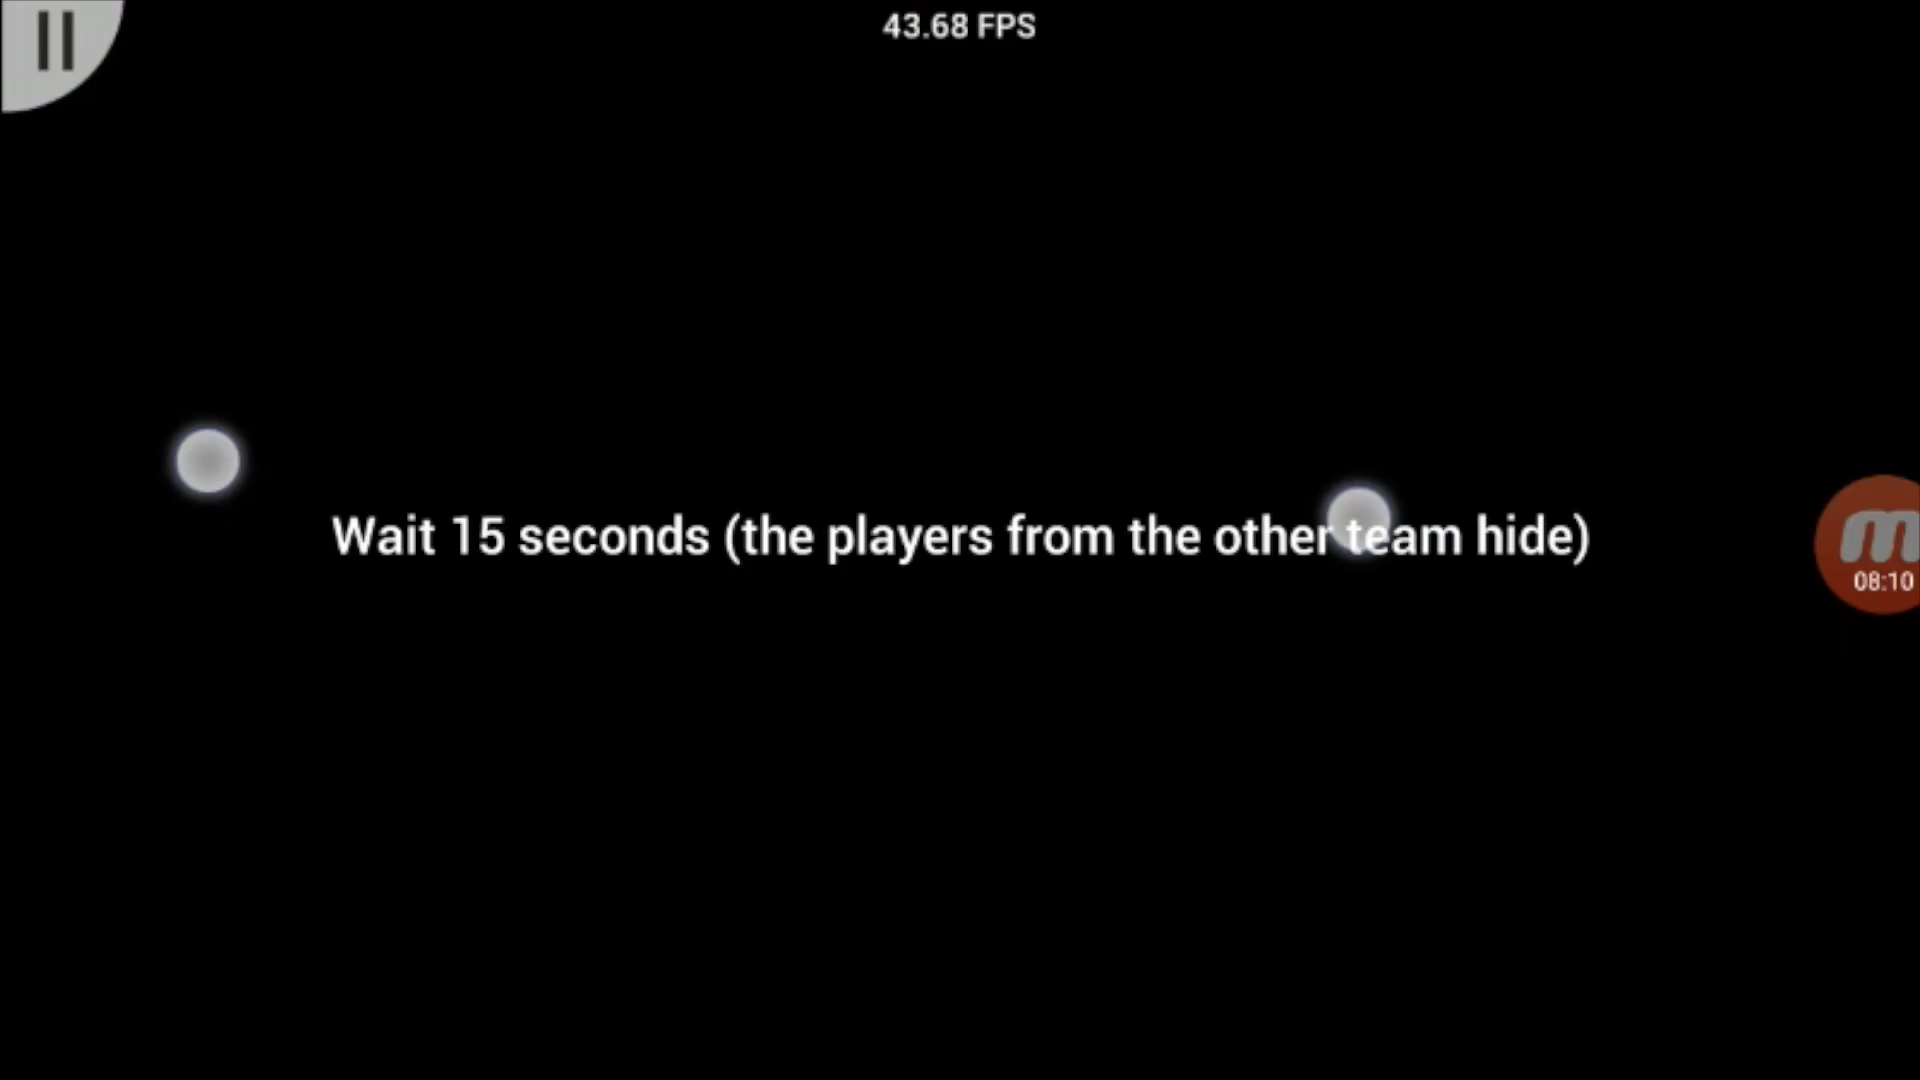 43.68 FPS
Wait 15 seconds (the players from the other team hide)
m
08:10